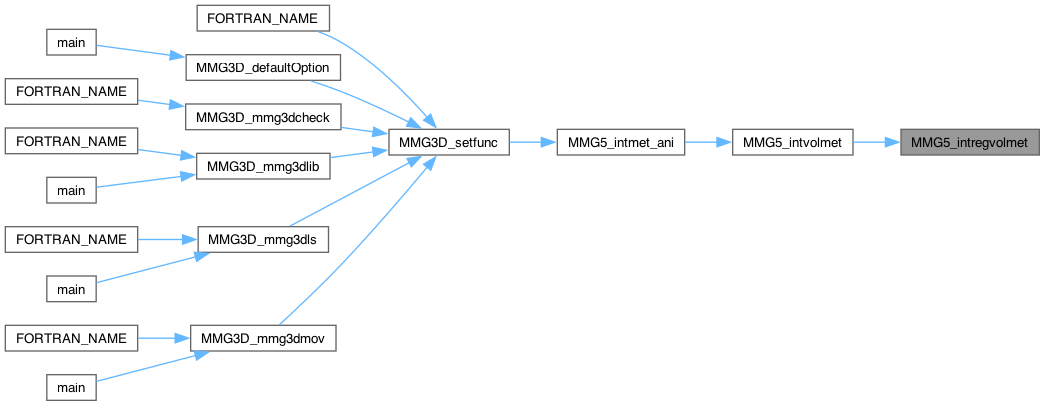 FORTRAN_NAME
main
MMG3D_defaultOption
FORTRAN_NAME
MMG3D_mmg3dcheck
FORTRAN_NAME
MMG3D_setfunc
MMG5_intmet_ani
MMG5_intvolmet
MMG5_intregvolmet
MMG3D_mmg3dlib
main
FORTRAN_NAME
MMG3D_mmg3dls
main
FORTRAN_NAME
MMG3D_mmg3dmov
main